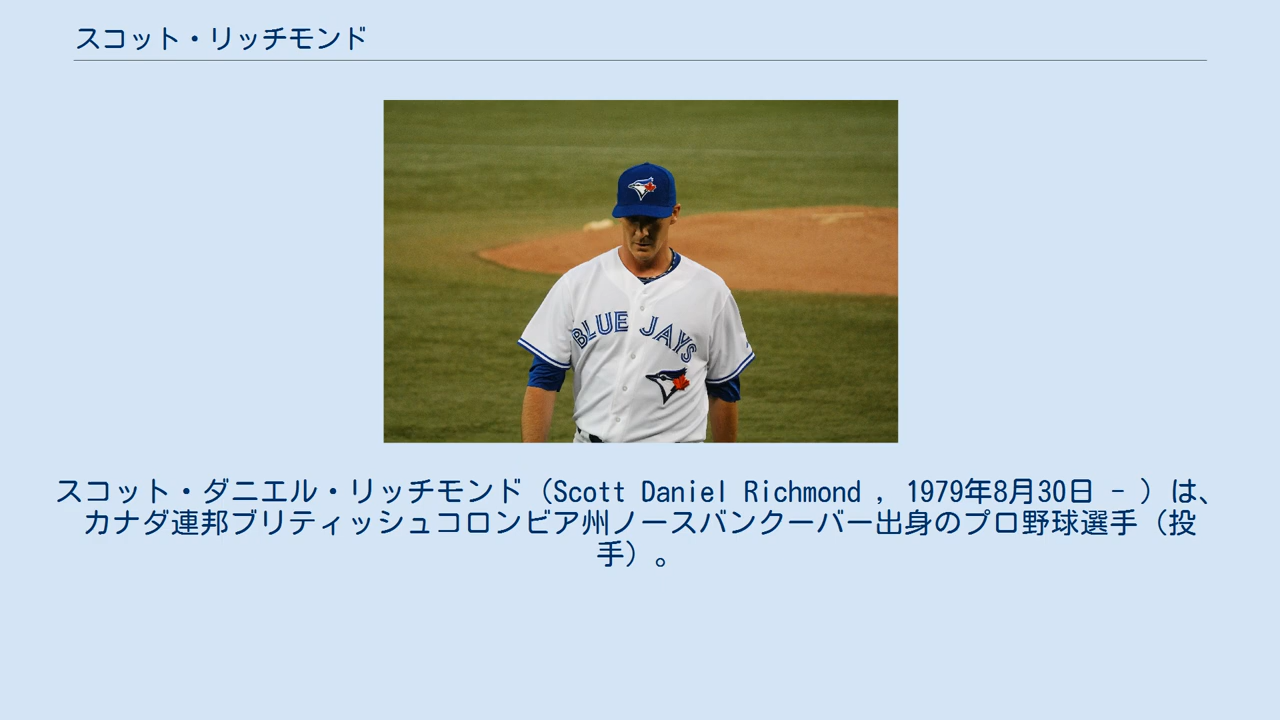 スコット・リッチモンド
BLUE JAYS
スコット・ダニエル・リッチモンド（Scott Daniel Richmond , 1979年8月30日 - ）は、
カナダ連邦ブリティッシュコロンビア州ノースバンクーバー出身のプロ野球選手（投
手）。